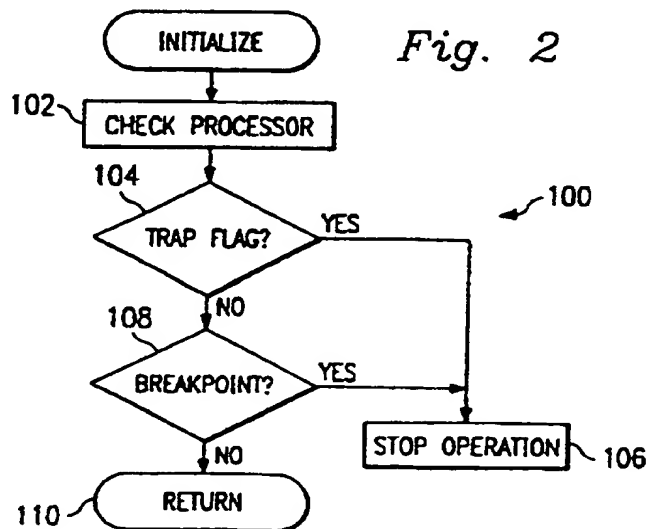 INITIALIZE
Fig. 2
102
CHECK PROCESSOR
104
TRAP FLAG?
YES
100
NO
108
BREAKPOINT?
YES
STOP OPERATION
106
NO
110
RETURN